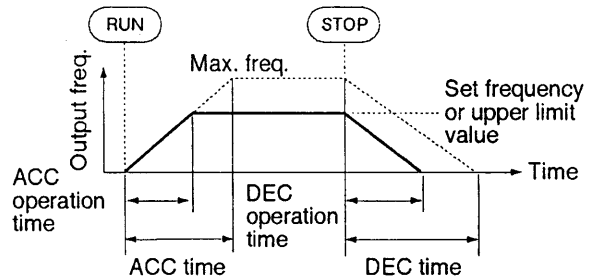 RUN
STOP
Output freq.
Max. freq.
Set frequency
or upper limit
value
Time
ACC
operation
time
DEC
operation
time
ACC time
DEC time